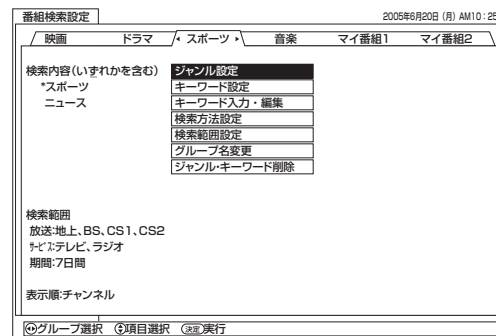 番組検索設定
2005年6月20日 (月) AM10:25
映画 ドラマ スポーツ 音楽 マイ番組1 マイ番組2
検索内容(いずれかを含む)
*スポーツ
ニュース
ジャンル設定
キーワード設定
キーワード入力・編集
検索方法設定
検索範囲設定
グループ名変更
ジャンル・キーワード削除
検索範囲
放送:地上、BS、CS1、CS2
サービス:テレビ、ラジオ
期間:7日間
表示順:チャンネル
グループ選択 項目選択 決定 実行